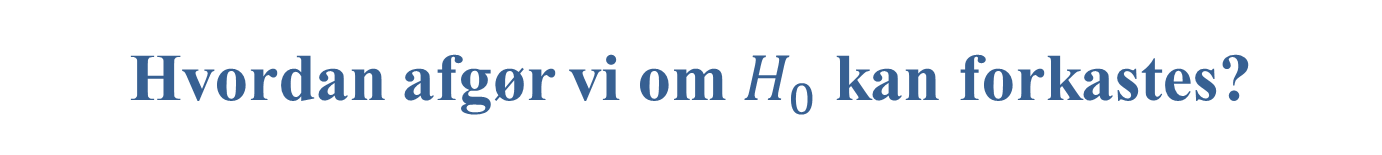 Hvordan afgør vi om H₀ kan forkastes?